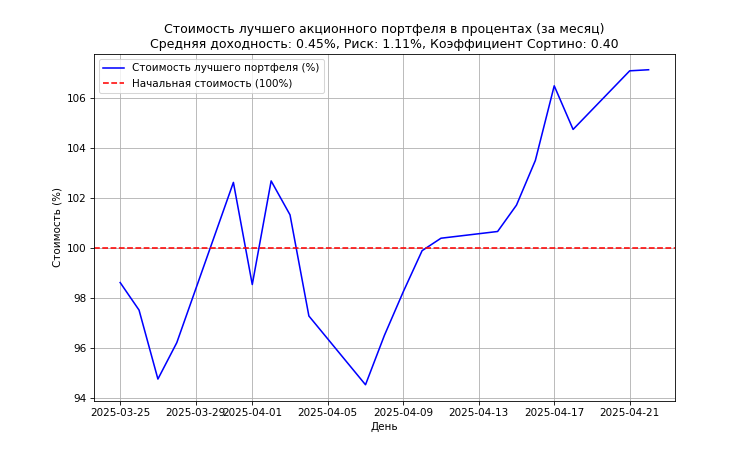 Стоимость лучшего акционного портфеля в процентах (за месяц)
Средняя доходность: 0.45%, Риск: 1.11%, Коэффициент Сортино: 0.40
Стоимость лучшего портфеля (%)
Начальная стоимость (100%)
Стоимость (%)
106
104
102
100
98
96
94
2025-03-25
2025-03-29
2025-04-01
2025-04-05
2025-04-09
2025-04-13
2025-04-17
2025-04-21
День